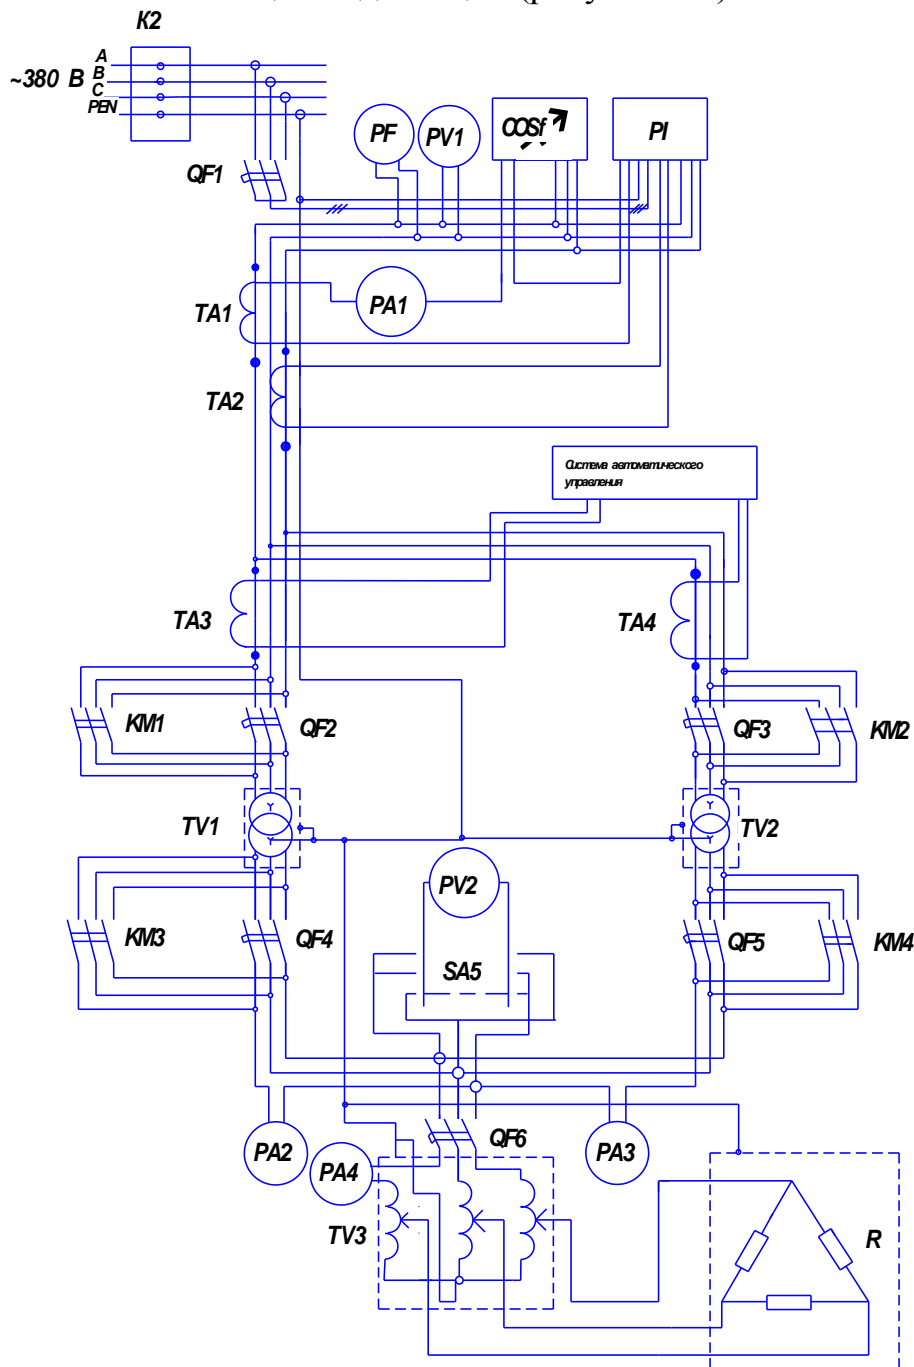 К2
A
~380 В
B
C
PEN
PF
PV1
COSf
PI
QF1
TA1
PA1
TA2
Система автоматического
управления
TA3
TA4
KM1
QF2
QF3
KM2
TV1
Y
Y
Y
Y
TV2
PV2
KM3
QF4
SA5
QF5
KM4
PA2
PA4
QF6
PA3
TV3
R